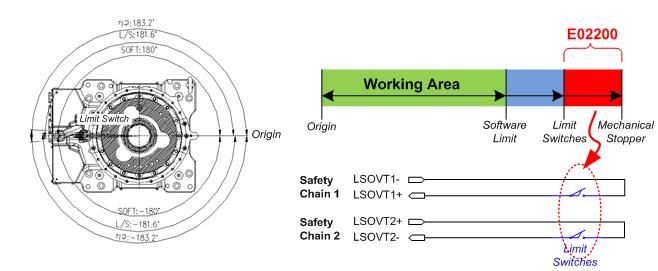 기구:183.2°
L/S:181.6°
SOFT:180°
Limit Switch
Origin
SOFT:-180°
L/S:-181.6°
기구:-183.2°
E02200
Working Area
Origin
Software
Limit
Limit
Switches
Mechanical
Stopper
Safety
Chain 1
LSOVT1-
LSOVT1+
Safety
Chain 2
LSOVT2+
LSOVT2-
Limit
Switches